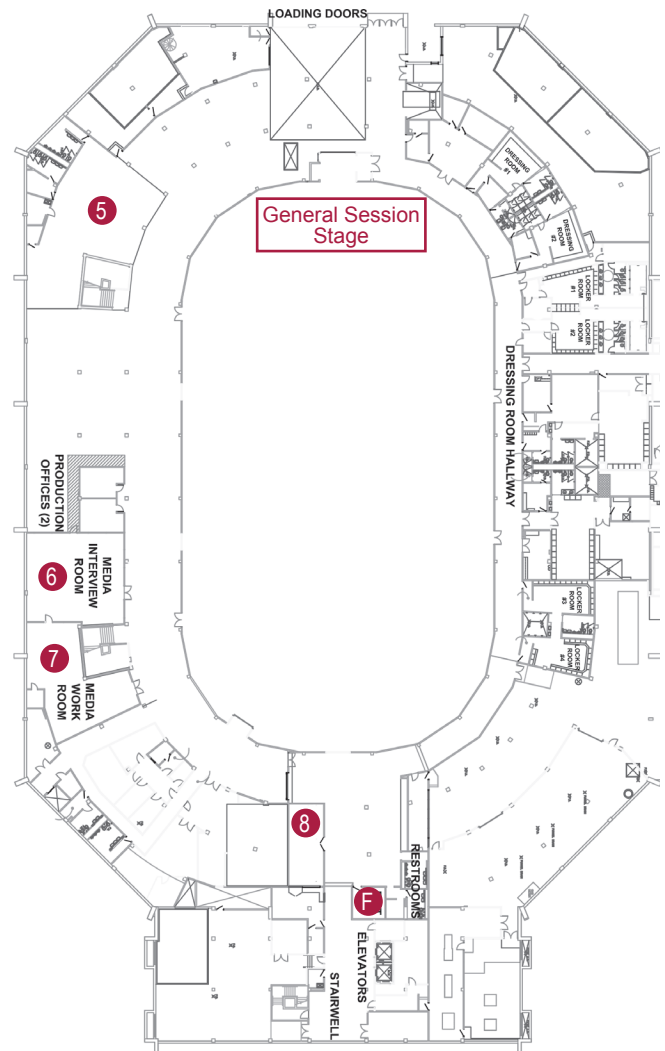 LOADING DOORS
DRESSING
ROOM
#1
5
General Session
Stage
DRESSING
ROOM
#2
LOCKER
ROOM
#1
LOCKER
ROOM
#2
DRESSING ROOM HALLWAY
PRODUCTION
OFFICES (2)
6
MEDIA
INTERVIEW
ROOM
LOCKER
ROOM
#3
7
MEDIA
WORK
ROOM
LOCKER
ROOM
#4
8
RESTROOMS
F
ELEVATORS
STAIRWELL